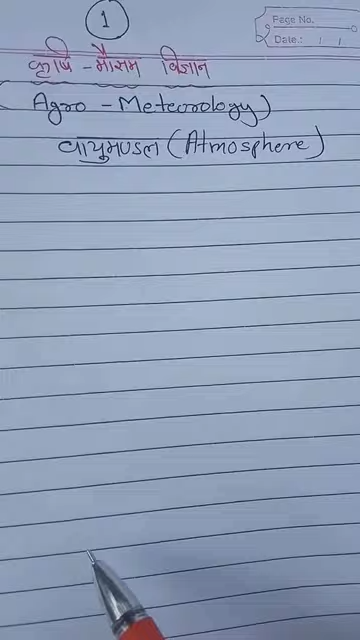 1
Page No.
Date: / /
कृषि - मौसम विज्ञान
(Agro - Meteorology)
वायुमण्डल (Atmosphere)